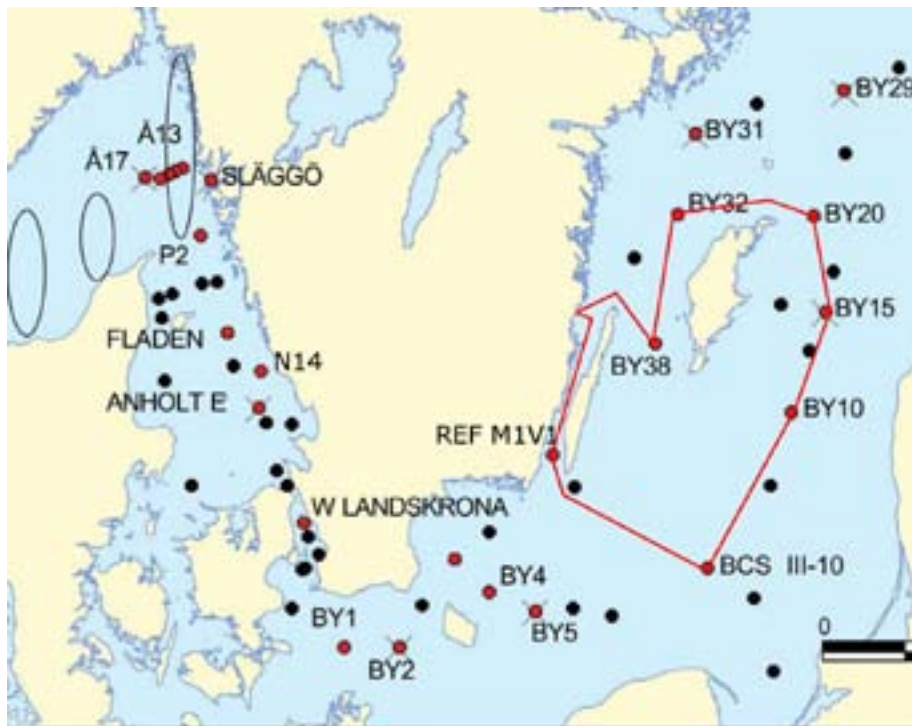 BY29
Å13
BY31
Å17
SLÄGGÖ
BY32
BY20
P2
BY15
FLADEN
BY38
N14
ANHOLT E
BY10
REF M1V1
W LANDSKRONA
BCS III-10
BY4
BY1
BY5
0
BY2